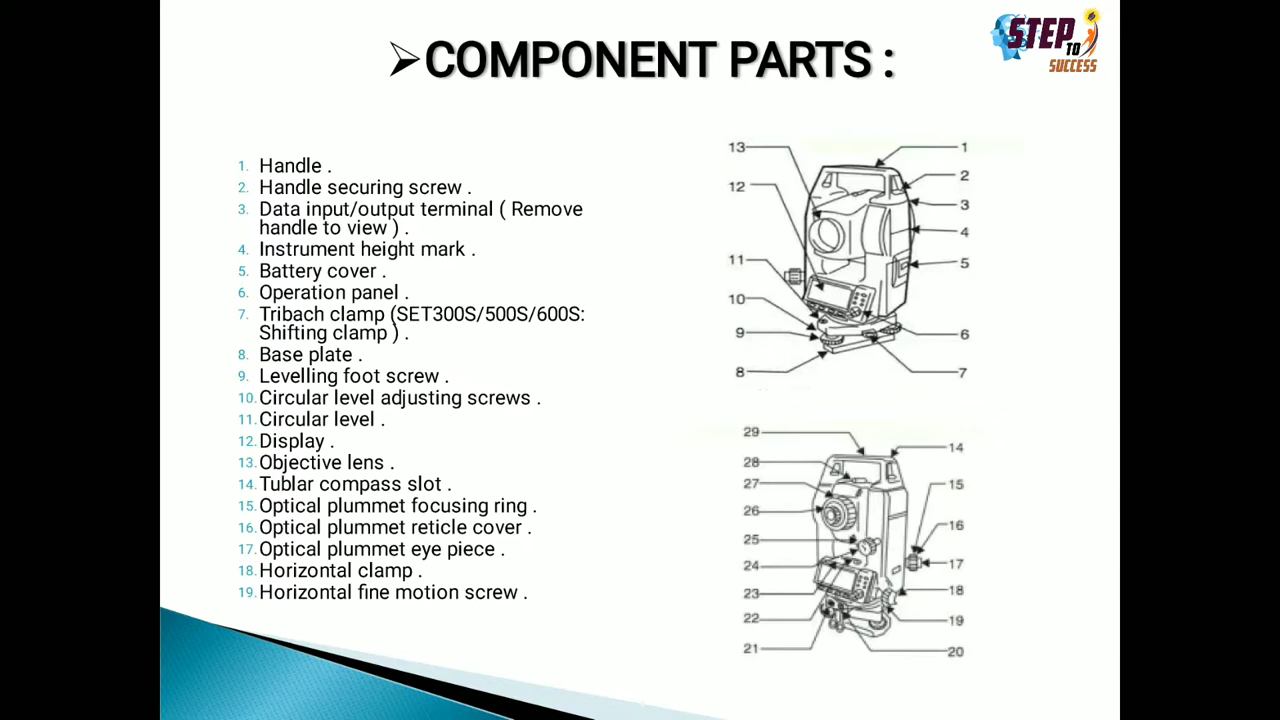 STEP
TO
SUCCESS
➢COMPONENT PARTS :
1. Handle .
2. Handle securing screw .
3. Data input/output terminal ( Remove
handle to view ) .
4. Instrument height mark .
5. Battery cover .
6. Operation panel .
7. Tribach clamp (SET300S/500S/600S:
Shifting clamp ) .
8. Base plate .
9. Levelling foot screw .
10. Circular level adjusting screws .
11. Circular level .
12. Display .
13. Objective lens .
14. Tublar compass slot .
15. Optical plummet focusing ring .
16. Optical plummet reticle cover .
17. Optical plummet eye piece .
18. Horizontal clamp .
19. Horizontal fine motion screw .
13 1
12 2
3
4
11 5
10
9 6
8 7
29 14
28
27 15
26
16
25
24 17
23 18
22 19
21 20